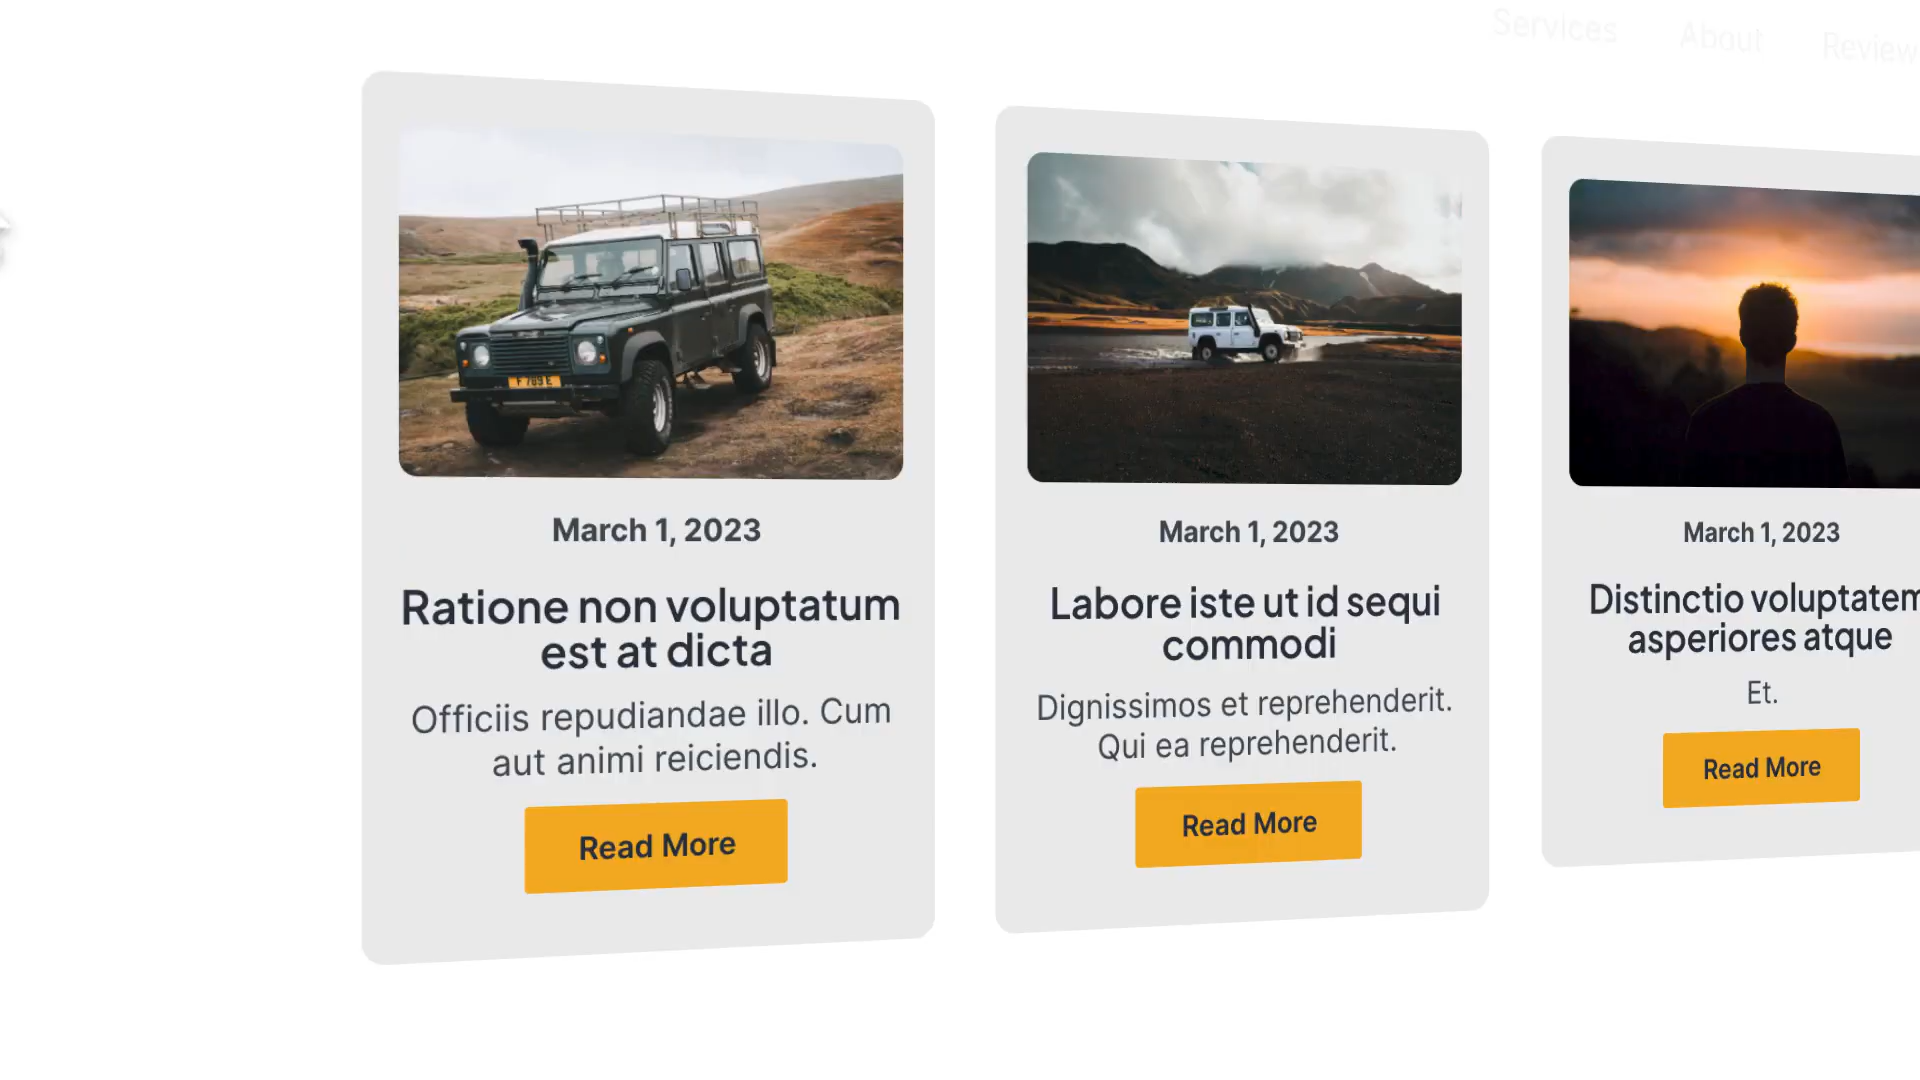 Services About Review
F 789 E
March 1, 2023
Ratione non voluptatum
est at dicta
Officiis repudiandae illo. Cum
aut animi reiciendis.
Read More
March 1, 2023
Labore iste ut id sequi
commodi
Dignissimos et reprehenderit.
Qui ea reprehenderit.
Read More
March 1, 2023
Distinctio voluptatem
asperiores atque
Et.
Read More